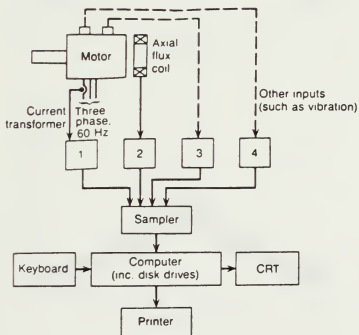 Motor
Axial
flux
coil
Current
transformer
Three
phase,
60 Hz
Other inputs
(such as vibration)
1
2
3
4
Sampler
Keyboard
Computer
(inc. disk drives)
CRT
Printer